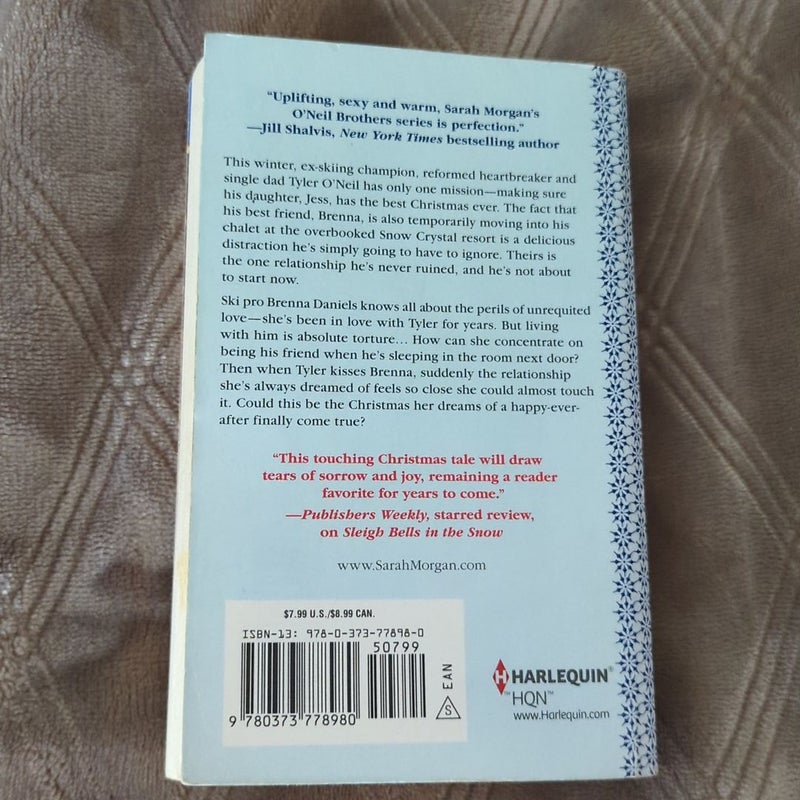 “Uplifting, sexy and warm, Sarah Morgan’s
O’Neil Brothers series is perfection.”
—Jill Shalvis, New York Times bestselling author
This winter, ex-skiing champion, reformed heartbreaker and
single dad Tyler O’Neil has only one mission—making sure
his daughter, Jess, has the best Christmas ever. The fact that
his best friend, Brenna, is also temporarily moving into his
chalet at the overbooked Snow Crystal resort is a delicious
distraction he’s simply going to have to ignore. Theirs is
the one relationship he’s never ruined, and he’s not about
to start now.
Ski pro Brenna Daniels knows all about the perils of unrequited
love—she’s been in love with Tyler for years. But living
with him is absolute torture… How can she concentrate on
being his friend when he’s sleeping in the room next door?
Then when Tyler kisses Brenna, suddenly the relationship
she’s always dreamed of feels so close she could almost touch
it. Could this be the Christmas her dreams of a happy-ever-
after finally come true?
“This touching Christmas tale will draw
tears of sorrow and joy, remaining a reader
favorite for years to come.”
—Publishers Weekly, starred review,
on Sleigh Bells in the Snow
www.SarahMorgan.com
$7.99 U.S./$8.99 CAN.
ISBN-13: 978-0-373-77898-0
50799
9 780373 778980
EAN
S
HARLEQUIN®
™ HQN™
www.Harlequin.com